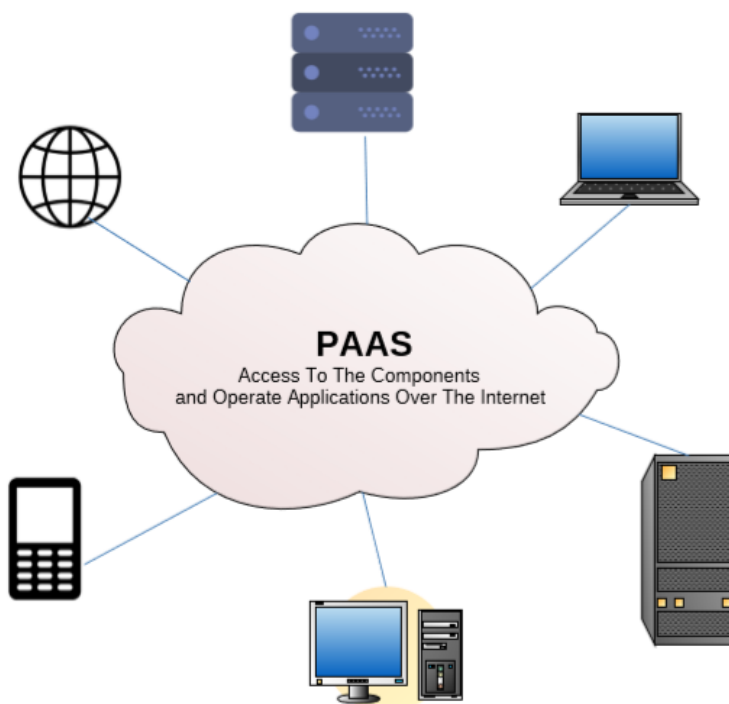 PAAS
Access To The Components
and Operate Applications Over The Internet